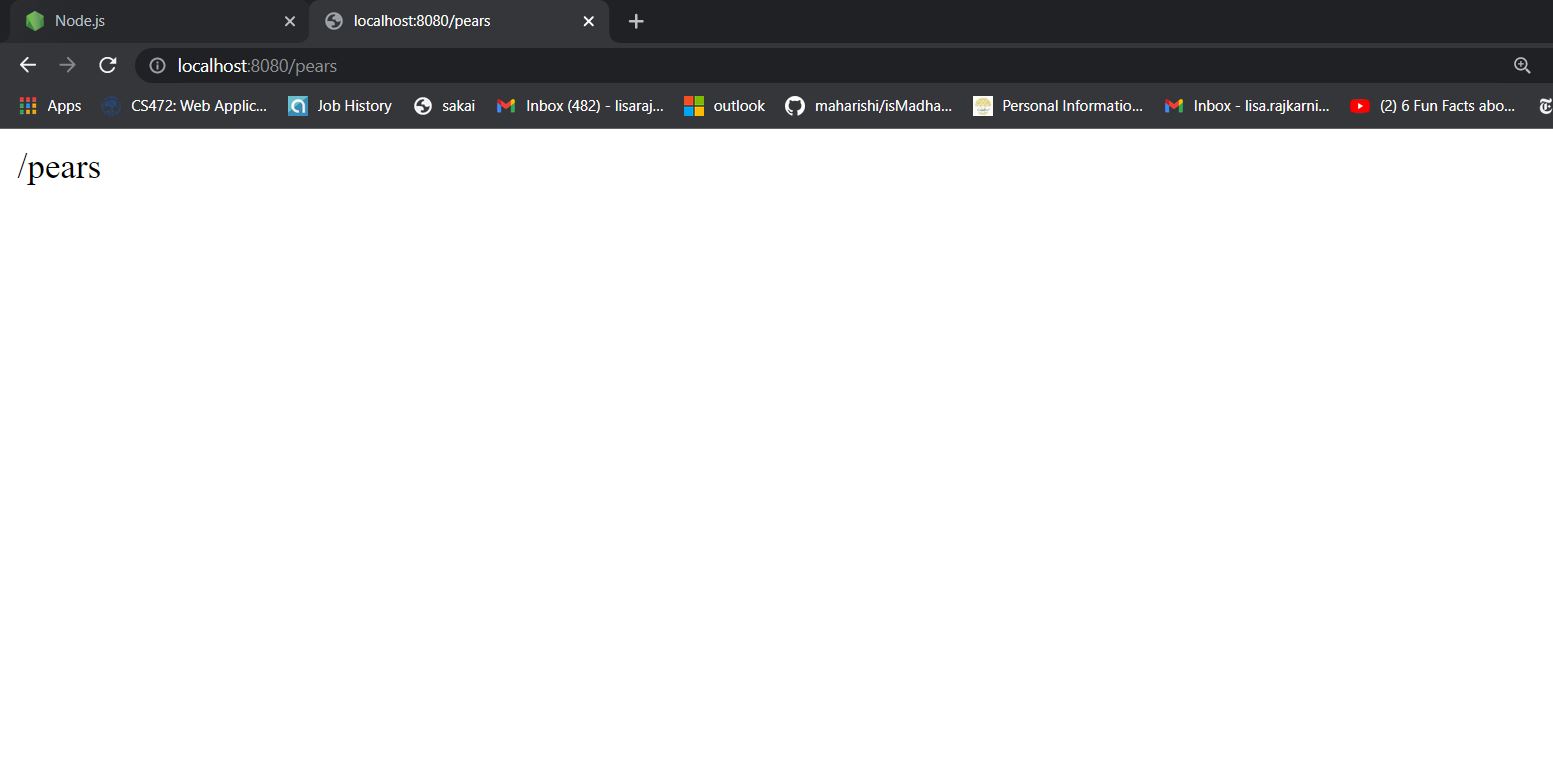 Node.js localhost:8080/pears
localhost:8080/pears
Apps CS472: Web Applic... Job History sakai Inbox (482) - lisaraj... outlook maharishi/isMadha... Personal Informatio... Inbox - lisa.rajkarni... (2) 6 Fun Facts abo...
/pears